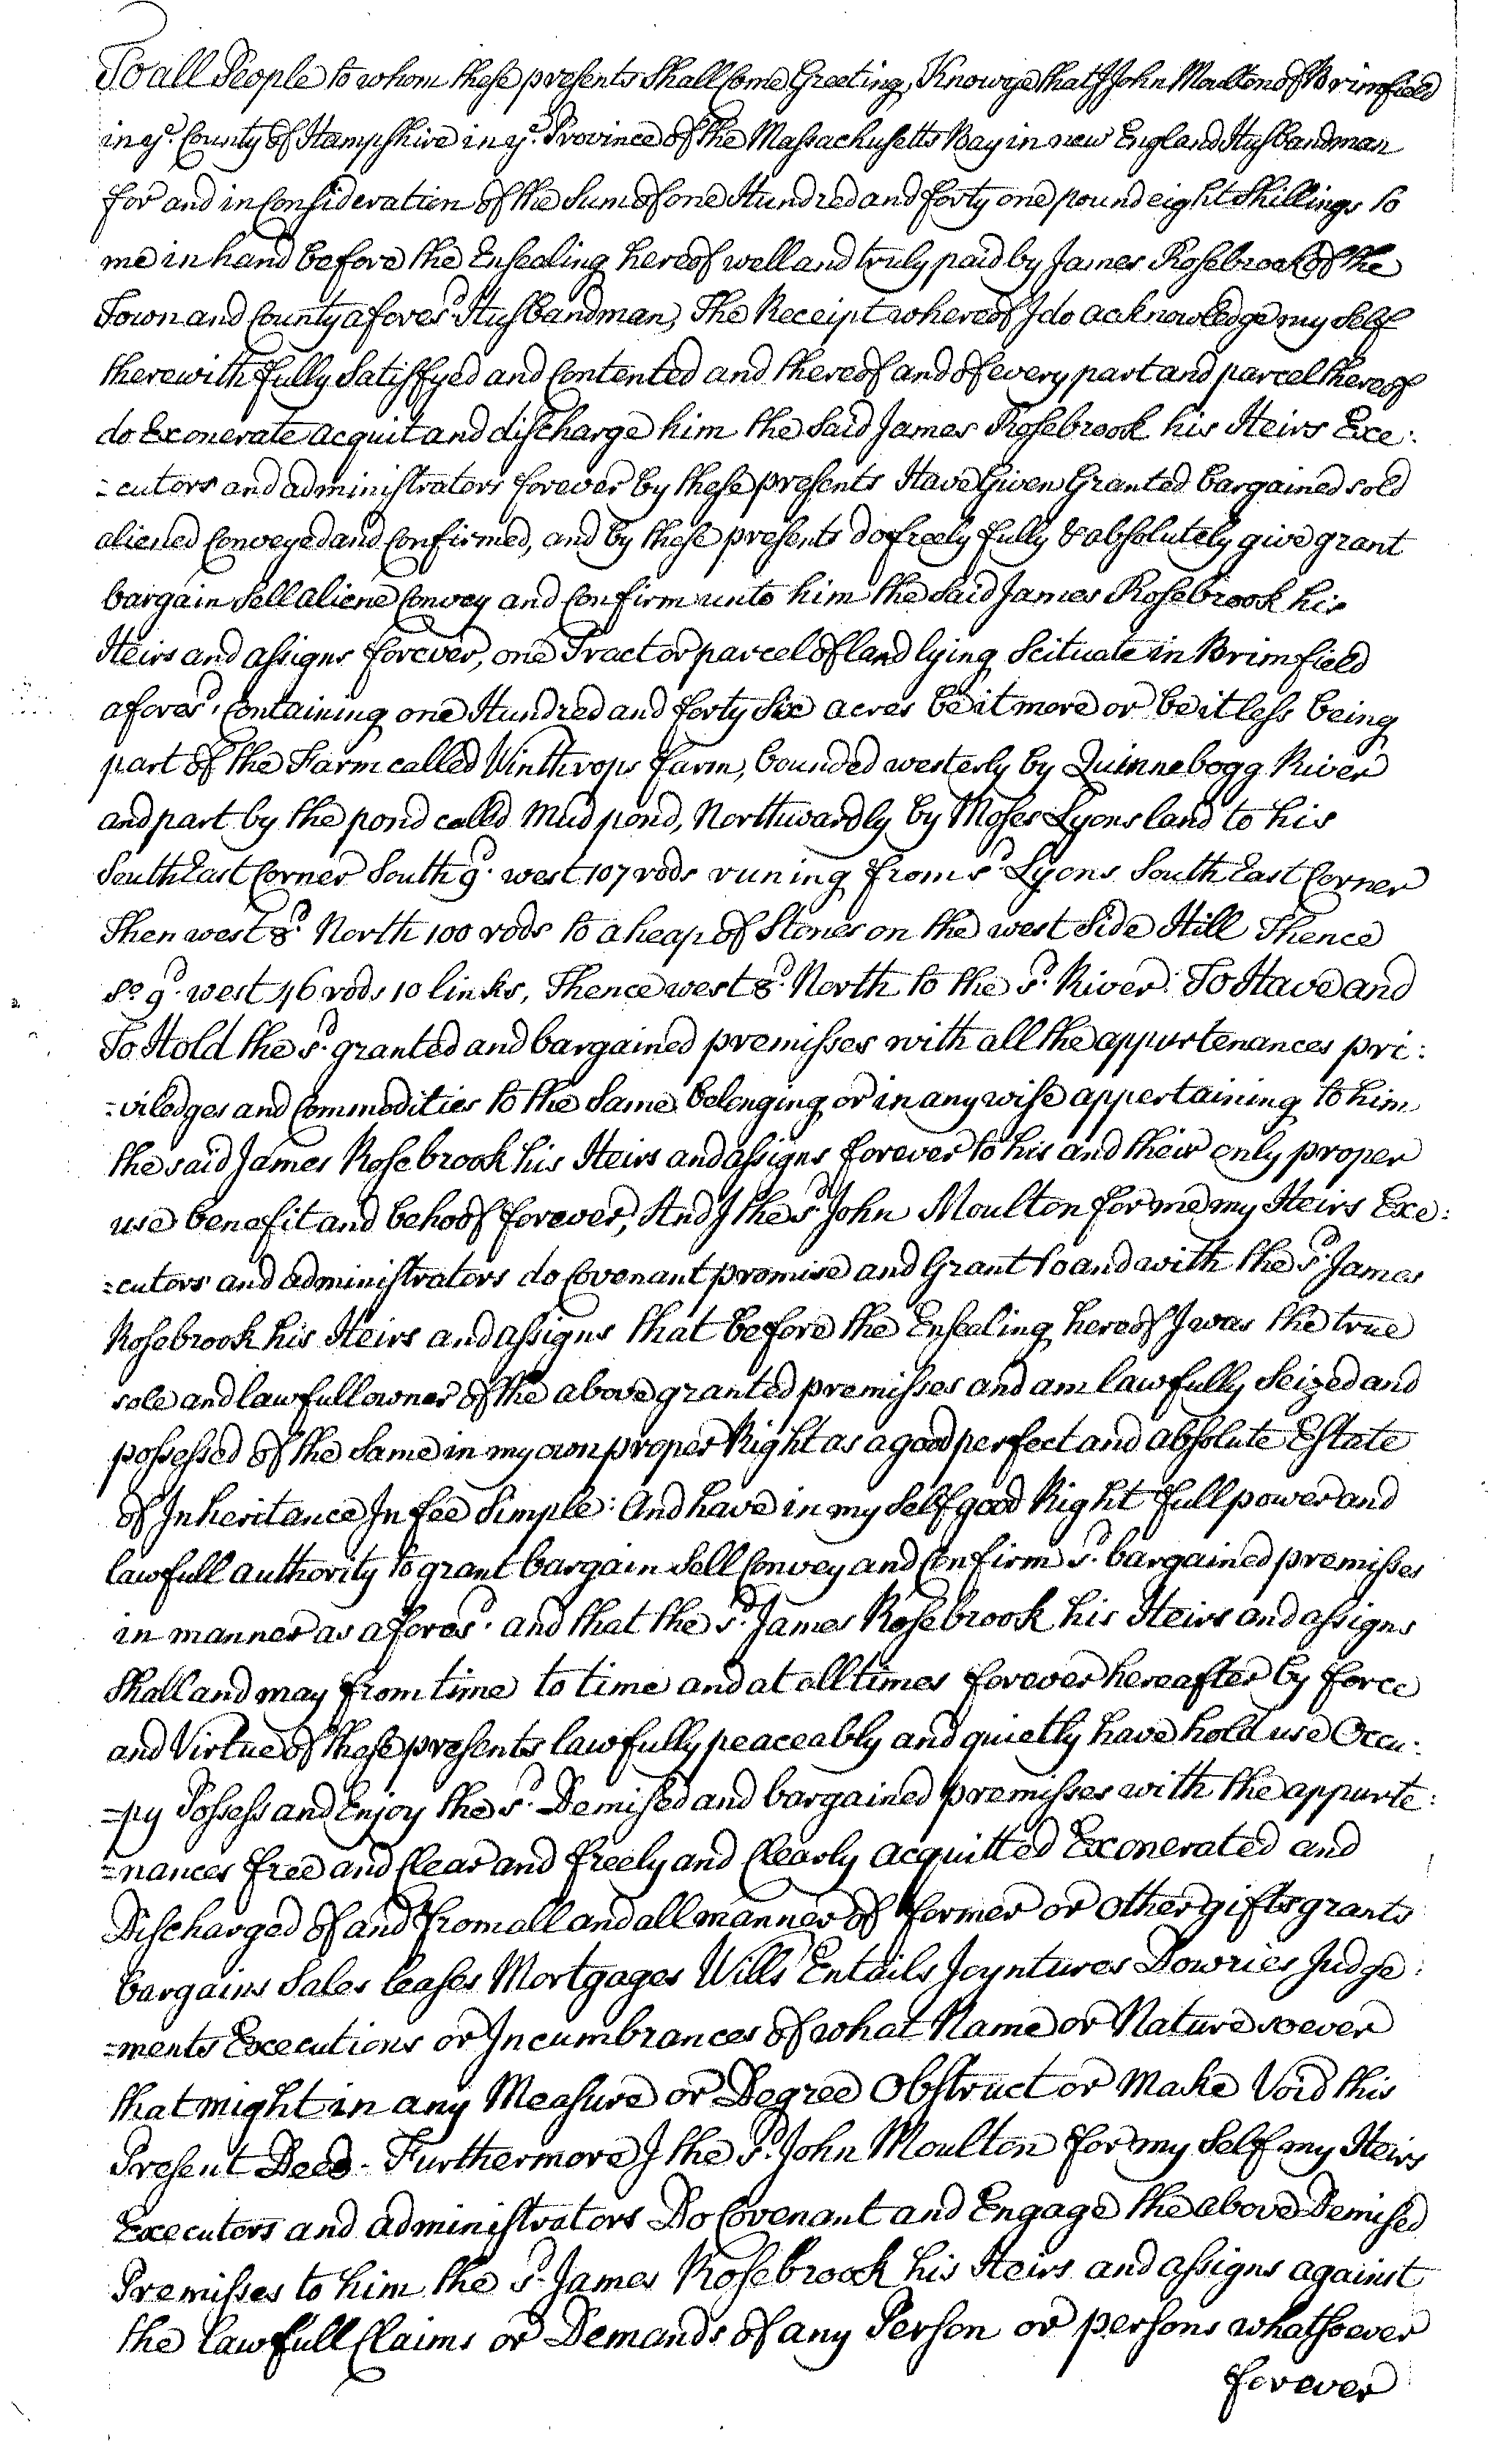 To all People to whom these presents Shall Come Greeting, Know ye that I John Moulton of Brimfield
in ye. County of Hampshire in ye. Province of the Massachusetts Bay in new England Husbandman
for and in Consideration of the Sum of one Hundred and forty one pound eight Shillings to
me in hand before the Ensealing hereof well and truly paid by James Rosebrook of the
Town and County afores.d Husbandman, The Receipt whereof I do acknowledge my Self
therewith fully Satisfyed and Contented and thereof and of every part and parcel thereof
do Exonerate acquit and discharge him the Said James Rosebrook his Heirs Exe:
=cutors and administrators forever by these presents Have Given Granted bargained sold
aliened Conveyed and Confirmed, and by these presents do freely fully & absolutely give grant
bargain Sell aliene Convey and Confirm unto him the Said James Rosebrook his
Heirs and assigns forever, one Tract or parcel of land lying Scituate in Brimfield
afores.d Containing one Hundred and forty Six acres be it more or be it less being
part of the Farm called Winthrops farm, bounded westerly by Quinnebogg River
and part by the pond called Mud pond, Northwardly by Moses Lyons land to his
South East Corner South 9.d west 107 rods runing from s.d Lyons South East Corner
Then west 8.d North 100 rods to a heap of Stones on the west Side Hill Thence
So. 9.d west 46 rods 10 links, Thence west 8.d North to the s.d River: To Have and
To Hold the s.d granted and bargained premisses with all the appurtenances pri:
=viledges and Commodities to the Same belonging or in any wise appertaining to him
the said James Rosebrook his Heirs and assigns forever to his and their only proper
use benefit and behoof forever, And I the s.d John Moulton for me my Heirs Exe:
=cutors and administrators do Covenant promise and Grant to and with the s.d James
Rosebrook his Heirs and assigns that before the Ensealing hereof I was the true
sole and lawfull owner of the above granted premisses and am lawfully Seized and
possessed of the Same in my own proper Right as a good perfect and absolute Estate
of Inheritance In fee Simple: And have in my Self good Right full power and
lawfull authority to grant bargain Sell Convey and Confirm s.d bargained premisses
in manner as afores.d and that the s.d James Rosebrook his Heirs and assigns
Shall and may from time to time and at all times forever hereafter by force
and Virtue of these presents lawfully peaceably and quietly have hold use Occu:
=py Possess and Enjoy the s.d Demised and bargained premisses with the appurte:
=nances free and Clear and freely and Clearly acquitted Exonerated and
Discharged of and from all and all manner of former or other gifts grants
bargains Sales leases Mortgages Wills Entails Joyntures Dowries Judge:
=ments Executions or Incumbrances of what Name or Nature soever
that might in any Measure or Degree Obstruct or Make Void this
Present Deed - Furthermore I the s.d John Moulton for my Self my Heirs
Executors and administrators Do Covenant and Engage the above Demised
Premisses to him the s.d James Rosebrook his Heirs and assigns against
the lawfull Claims or Demands of any Person or persons whatsoever
forever